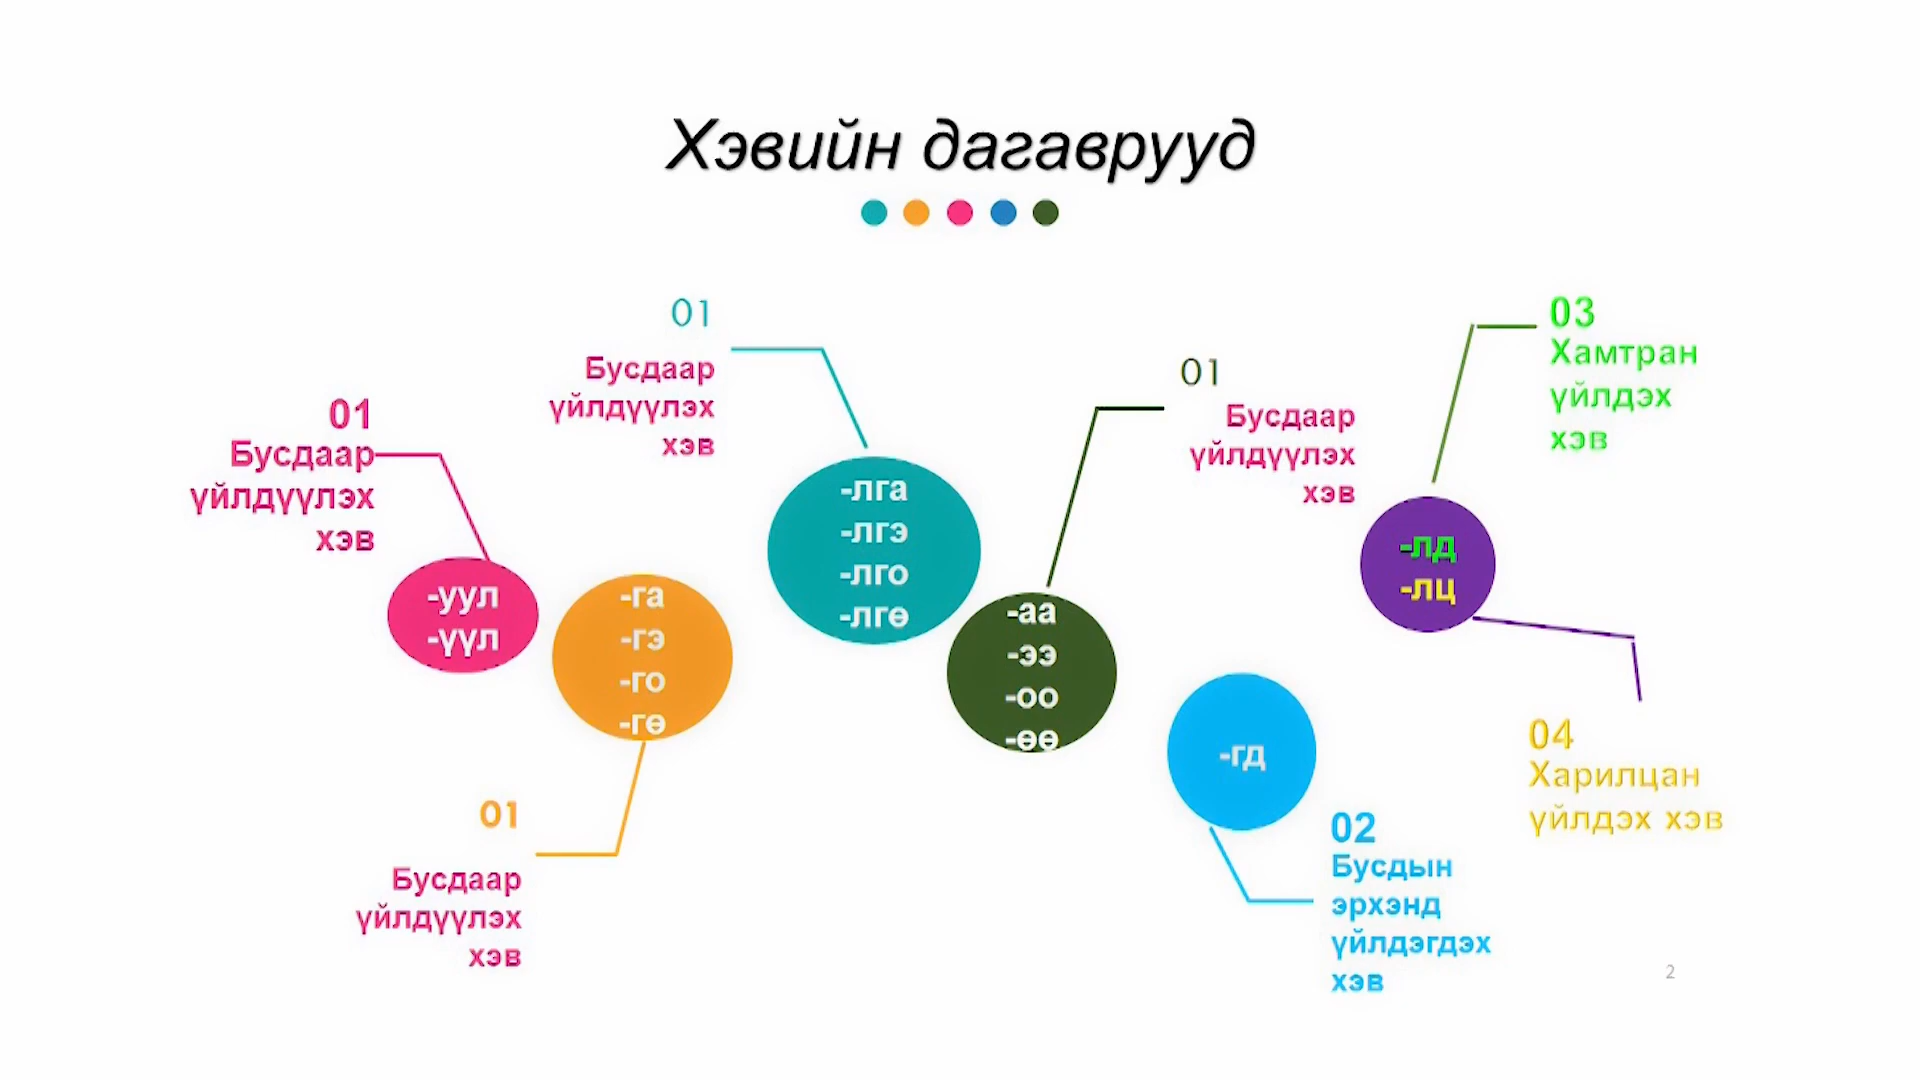 Хэвийн дагаврууд
01
Бусдаар
үйлдүүлэх
хэв
-уул
-үүл
01
Бусдаар
үйлдүүлэх
хэв
-га
-гэ
-го
-гө
01
Бусдаар
үйлдүүлэх
хэв
-лга
-лгэ
-лго
-лгө
01
Бусдаар
үйлдүүлэх
хэв
-аа
-ээ
-оо
-өө
-гд
02
Бусдын
эрхэнд
үйлдэгдэх
хэв
03
Хамтран
үйлдэх
хэв
-лд
-лц
04
Харилцан
үйлдэх хэв
2